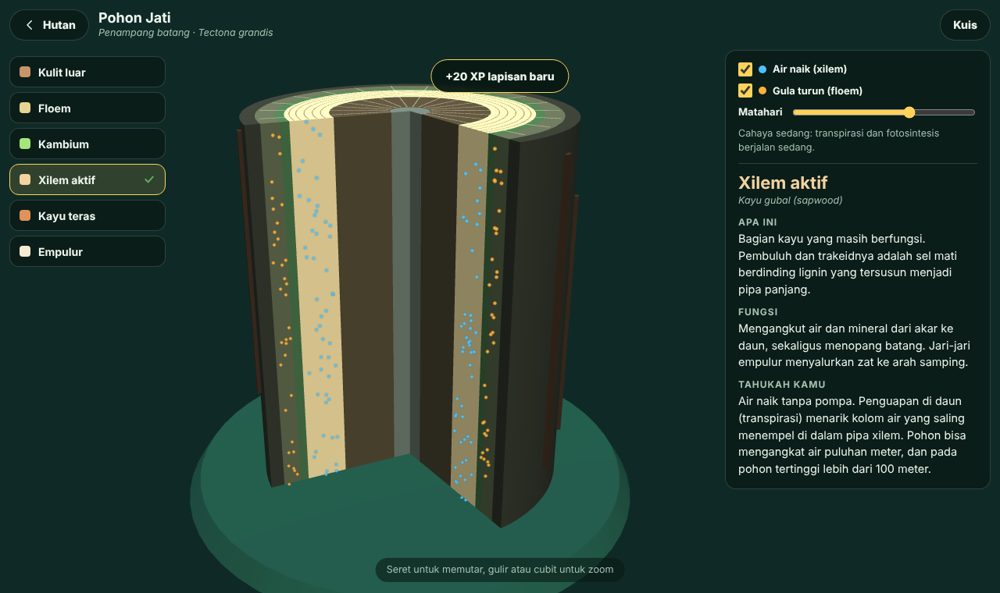 Hutan
Pohon Jati
Penampang batang · Tectona grandis
Kuis
Kulit luar
Floem
Kambium
Xilem aktif
Kayu teras
Empulur
+20 XP lapisan baru
Air naik (xilem)
Gula turun (floem)
Matahari
Cahaya sedang: transpirasi dan fotosintesis
berjalan sedang.
Xilem aktif
Kayu gubal (sapwood)
APA INI
Bagian kayu yang masih berfungsi.
Pembuluh dan trakeidnya adalah sel mati
berdinding lignin yang tersusun menjadi
pipa panjang.
FUNGSI
Mengangkut air dan mineral dari akar ke
daun, sekaligus menopang batang. Jari-jari
empulur menyalurkan zat ke arah samping.
TAHUKAH KAMU
Air naik tanpa pompa. Penguapan di daun
(transpirasi) menarik kolom air yang saling
menempel di dalam pipa xilem. Pohon bisa
mengangkat air puluhan meter, dan pada
pohon tertinggi lebih dari 100 meter.
Seret untuk memutar, gulir atau cubit untuk zoom